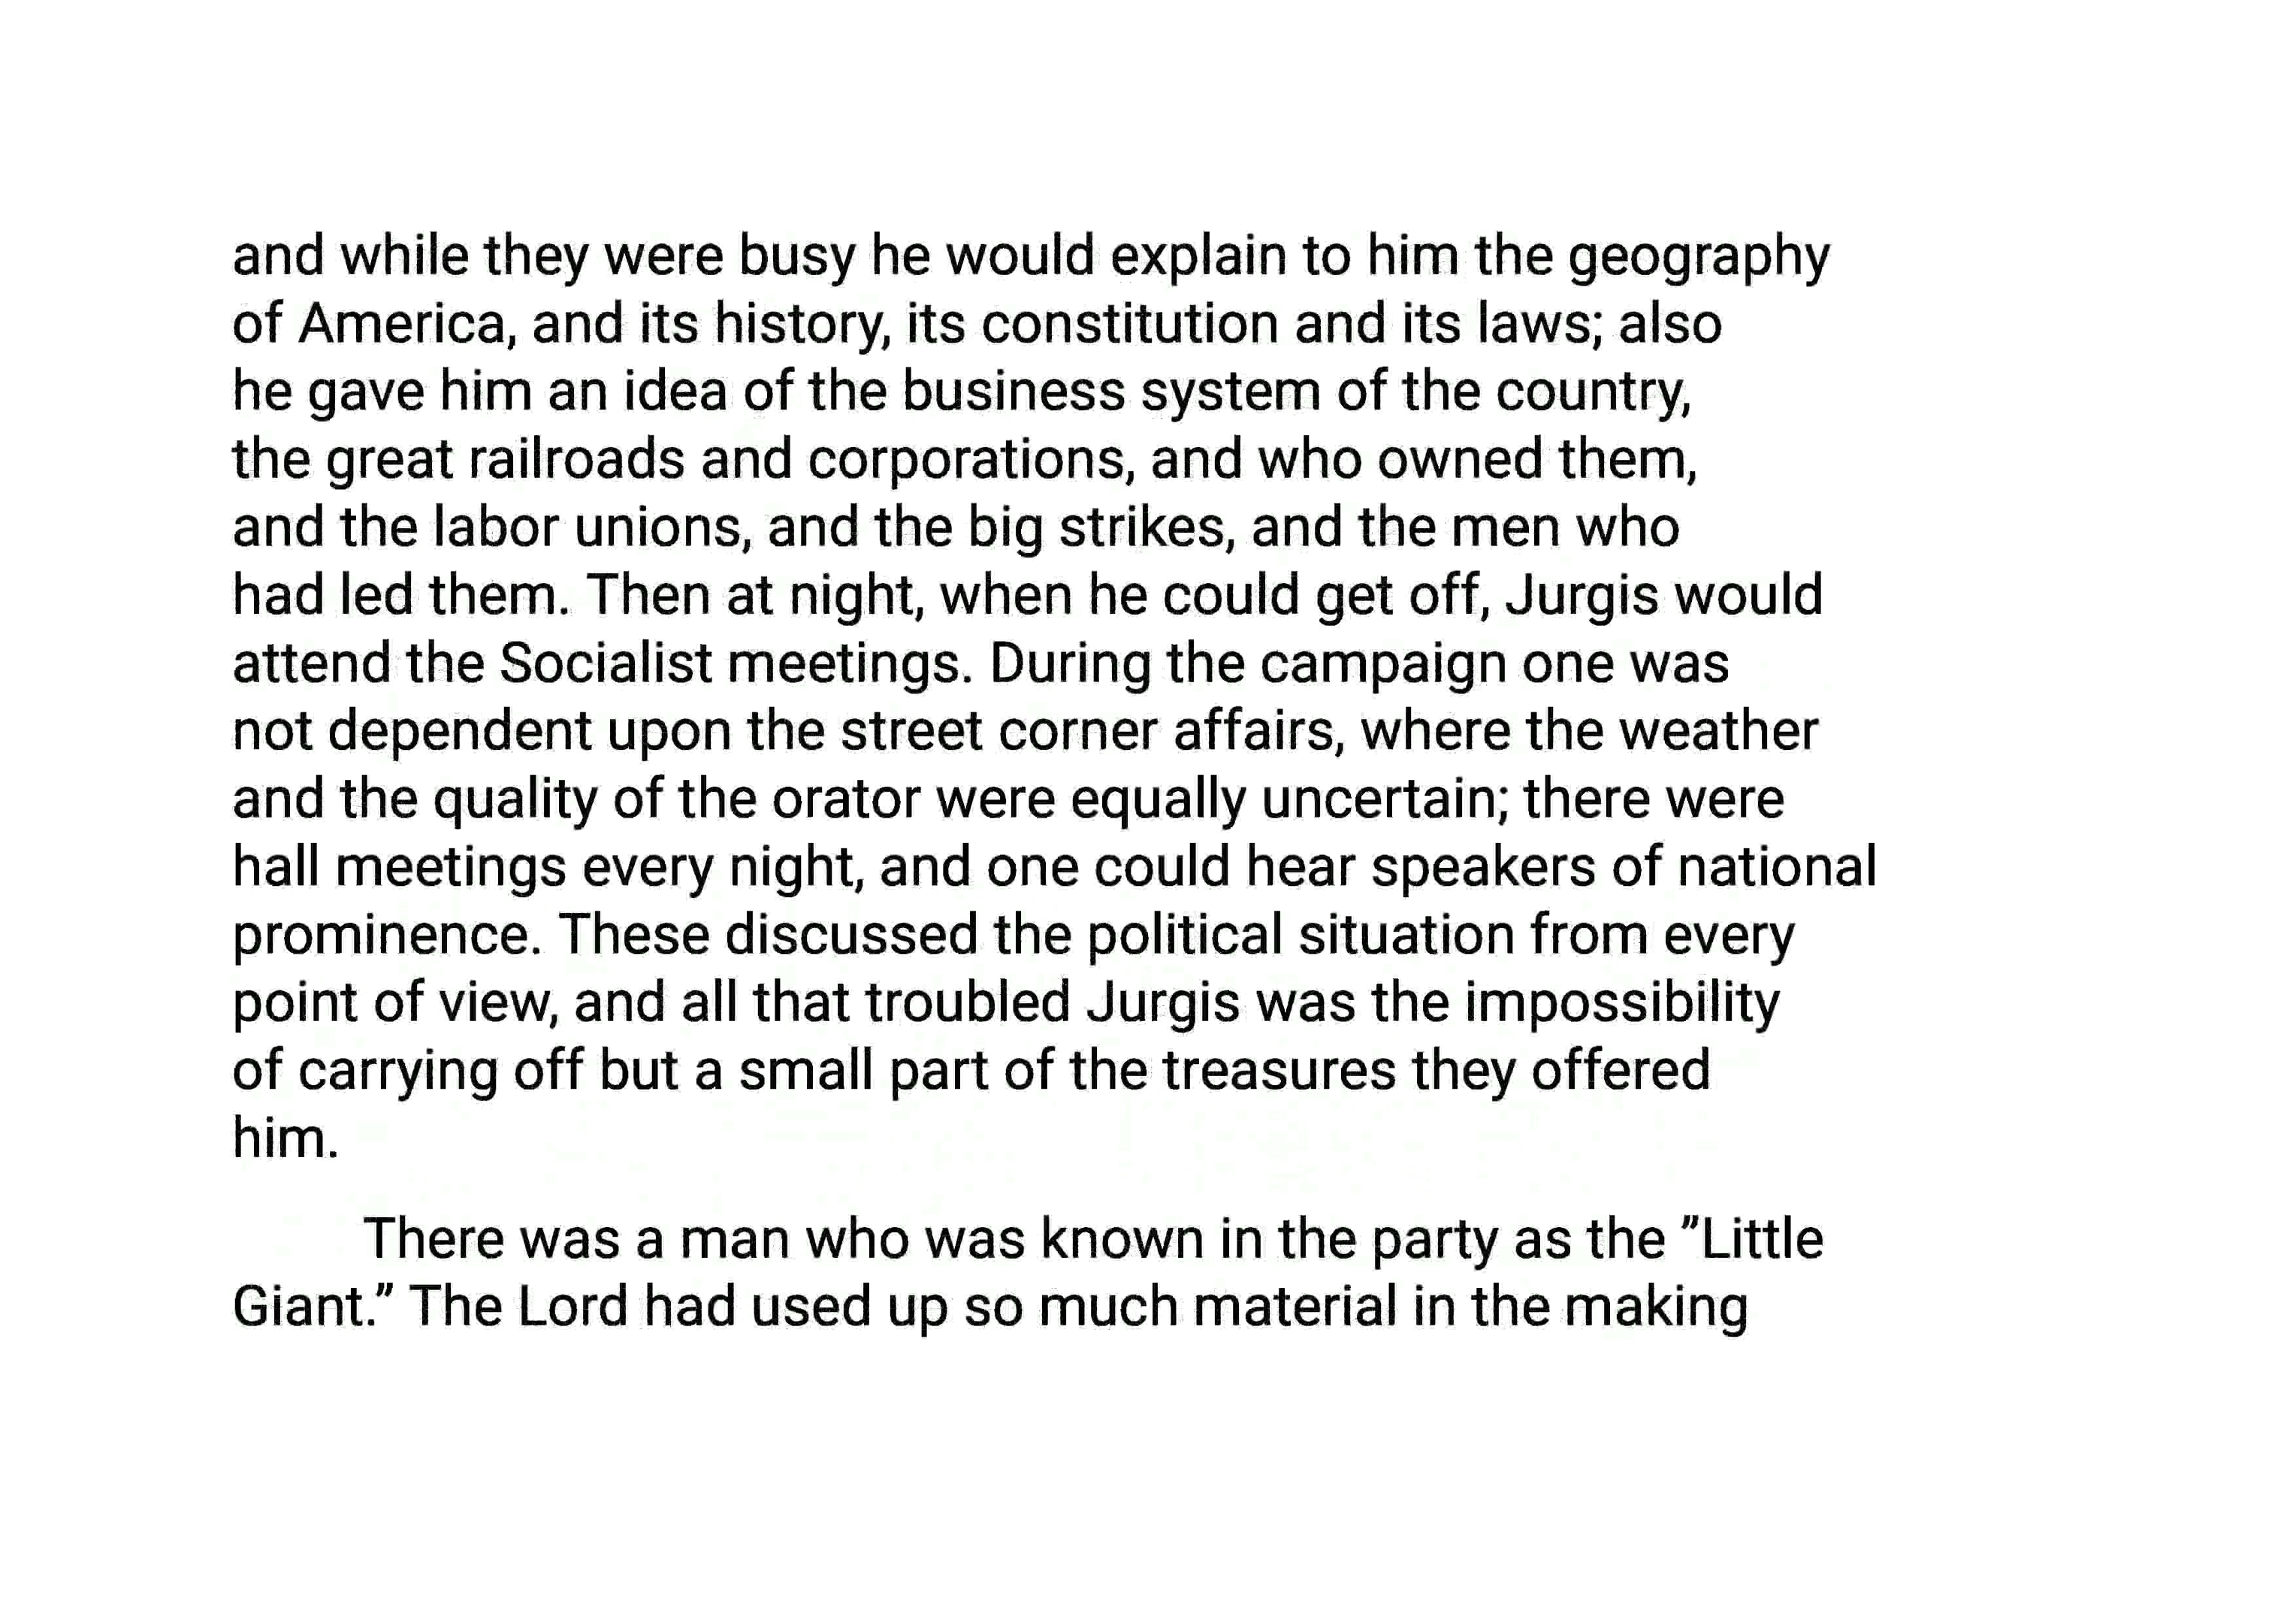 and while they were busy he would explain to him the geography
of America, and its history, its constitution and its laws; also
he gave him an idea of the business system of the country,
the great railroads and corporations, and who owned them,
and the labor unions, and the big strikes, and the men who
had led them. Then at night, when he could get off, Jurgis would
attend the Socialist meetings. During the campaign one was
not dependent upon the street corner affairs, where the weather
and the quality of the orator were equally uncertain; there were
hall meetings every night, and one could hear speakers of national
prominence. These discussed the political situation from every
point of view, and all that troubled Jurgis was the impossibility
of carrying off but a small part of the treasures they offered
him.
There was a man who was known in the party as the ”Little
Giant.” The Lord had used up so much material in the making